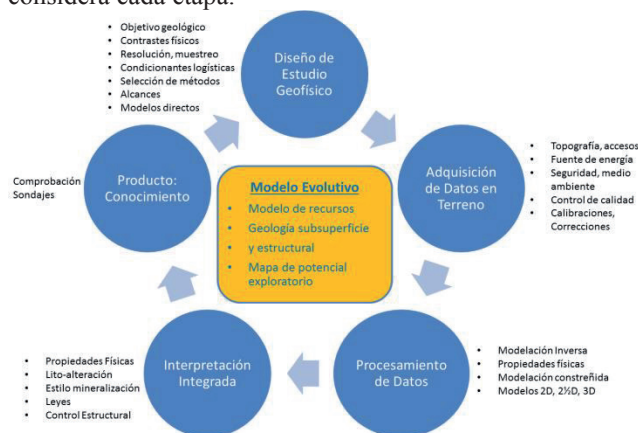 considera cada etapa.
• Objetivo geológico
• Contrastes físicos
• Resolución, muestreo
• Condicionantes logísticas
• Selección de métodos
• Alcances
• Modelos directos
Diseño de
Estudio
Geofísico
• Topografía, accesos
• Fuente de energía
• Seguridad, medio
ambiente
• Control de calidad
• Calibraciones,
Correcciones
Adquisición
de Datos en
Terreno
Comprobación
Sondajes
Producto:
Conocimiento
Modelo Evolutivo
• Modelo de recursos
• Geología subsuperficie
• y estructural
• Mapa de potencial
exploratorio
• Propiedades Físicas
• Lito-alteración
• Estilo mineralización
• Leyes
• Control Estructural
Interpretación
Integrada
Procesamiento
de Datos
• Modelación Inversa
• Propiedades físicas
• Modelación constreñida
• Modelos 2D, 2½D, 3D